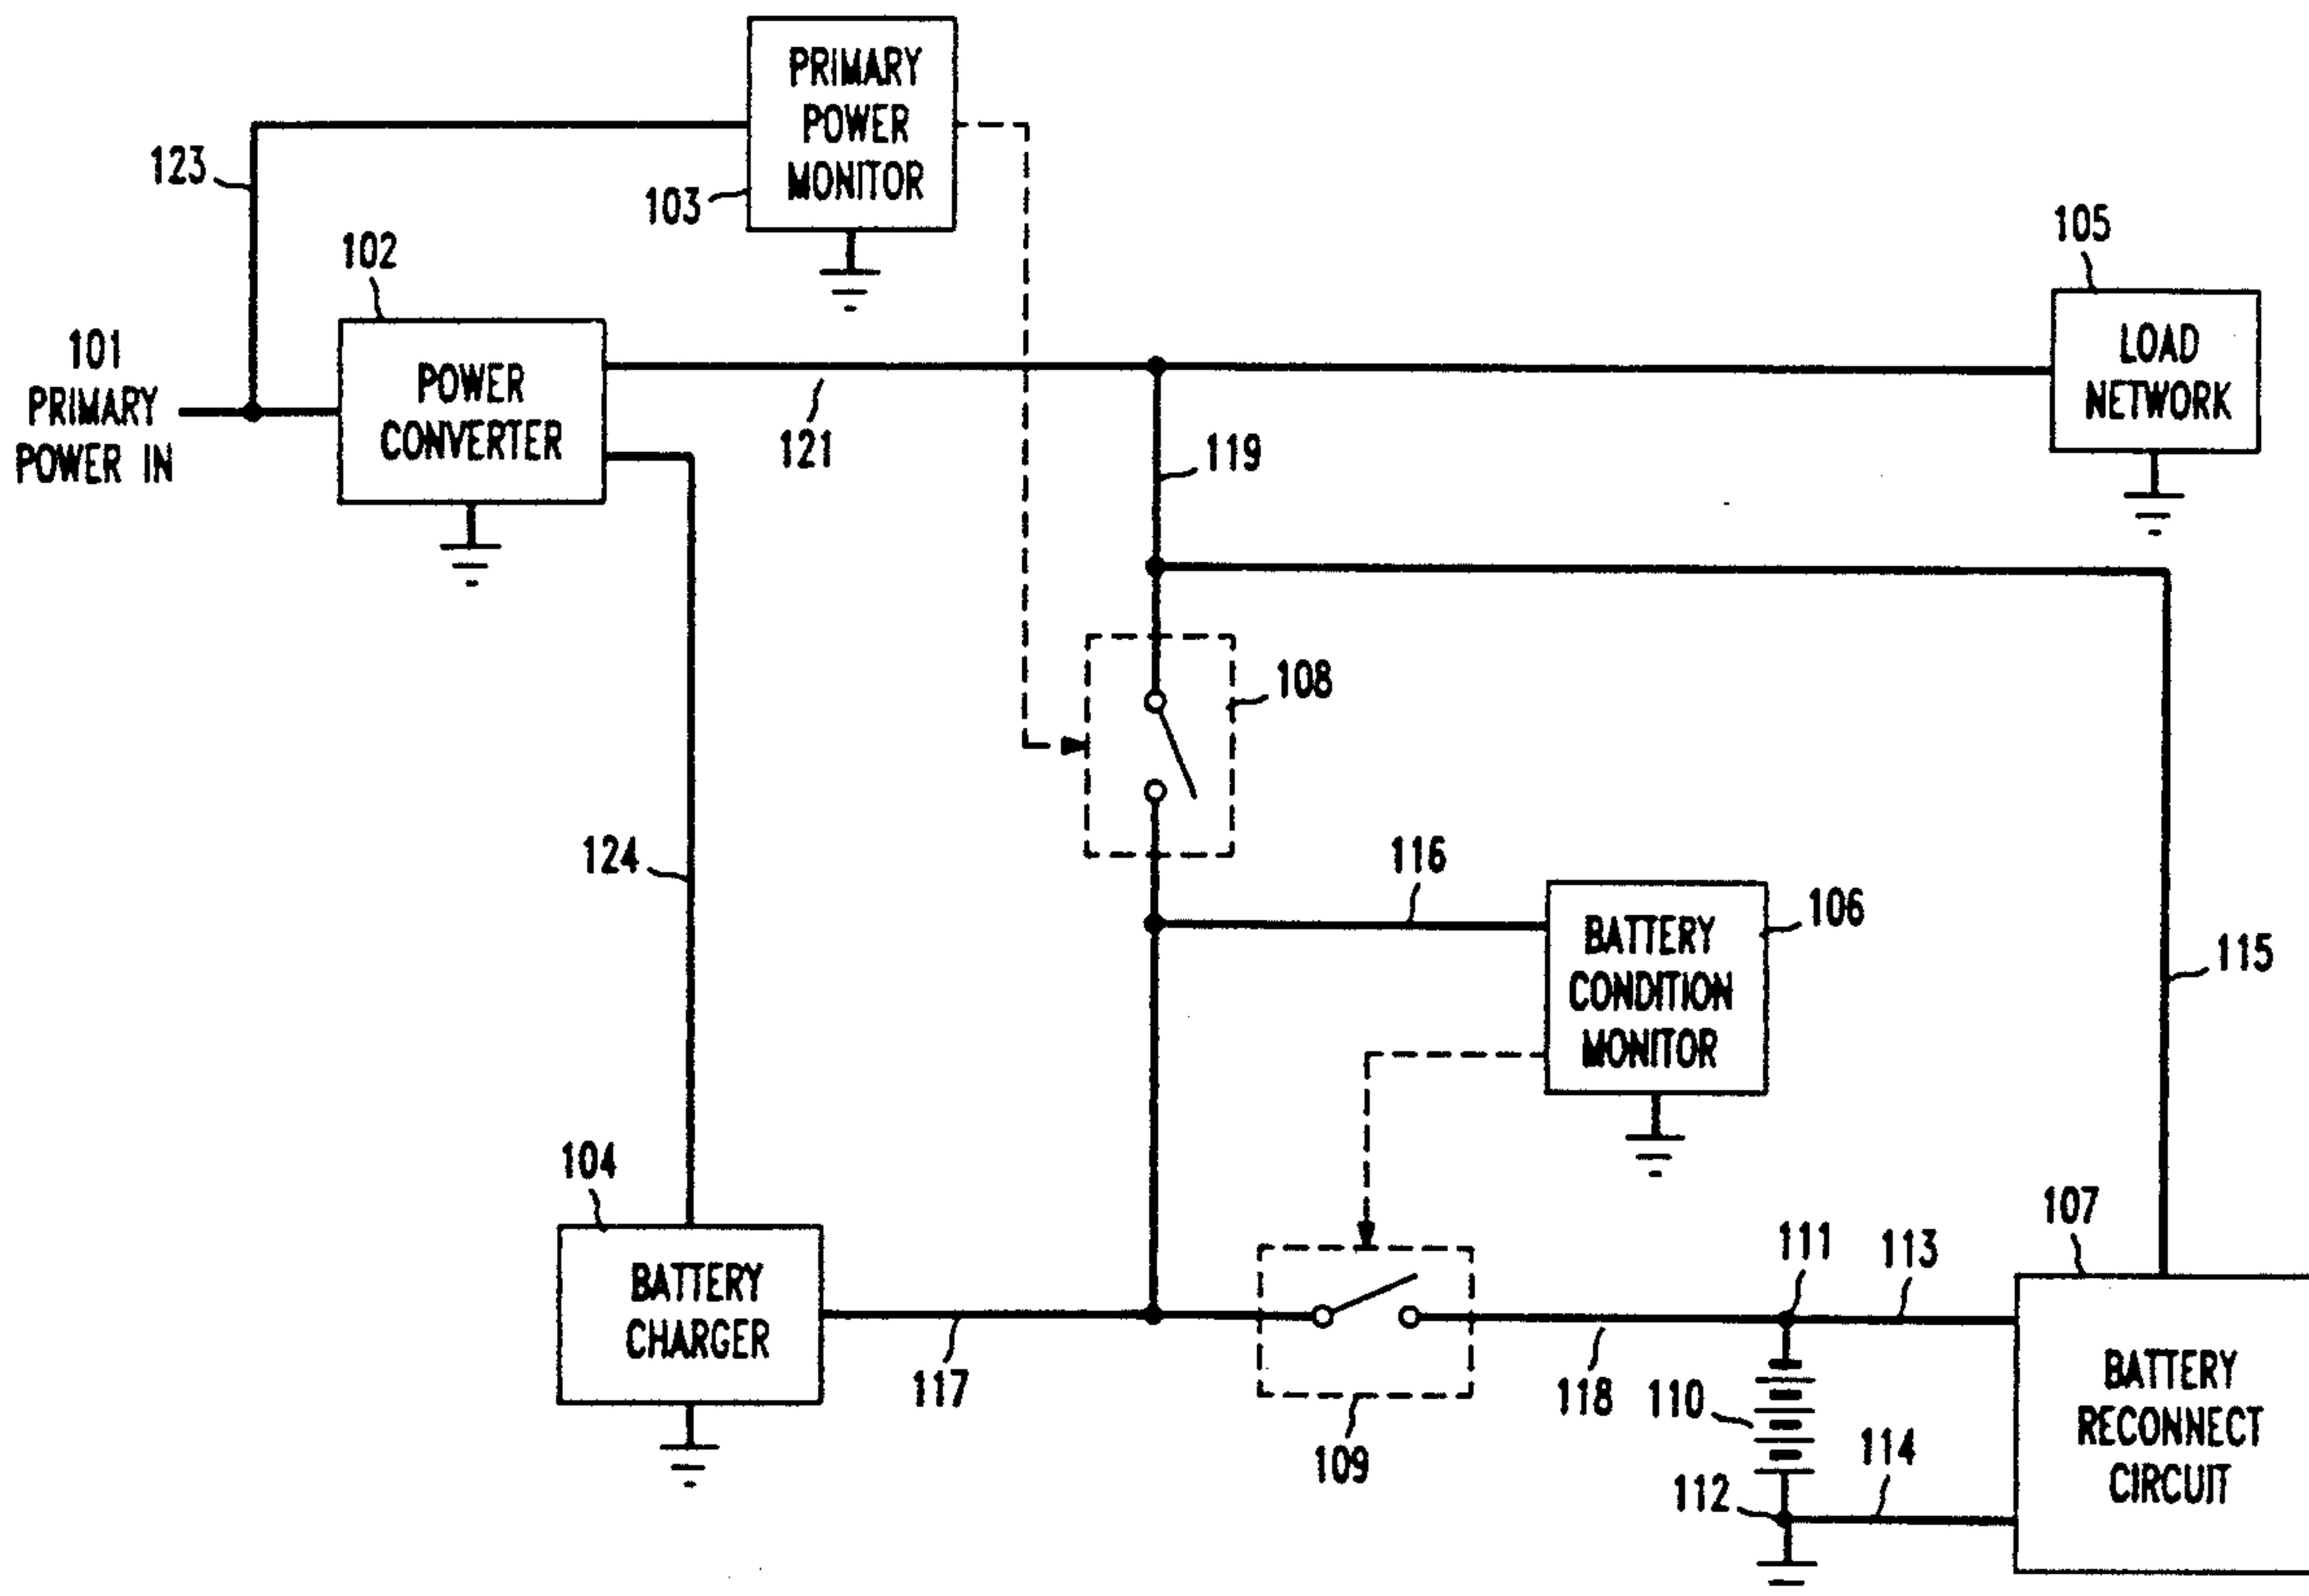 PRIMARY
POWER
MONITOR
123
103
102
105
101
PRIMARY
POWER IN
POWER
CONVERTER
LOAD
NETWORK
121
119
108
124
116
106
BATTERY
CONDITION
MONITOR
115
104
107
111
113
BATTERY
CHARGER
117
118
110
109
114
112
BATTERY
RECONNECT
CIRCUIT